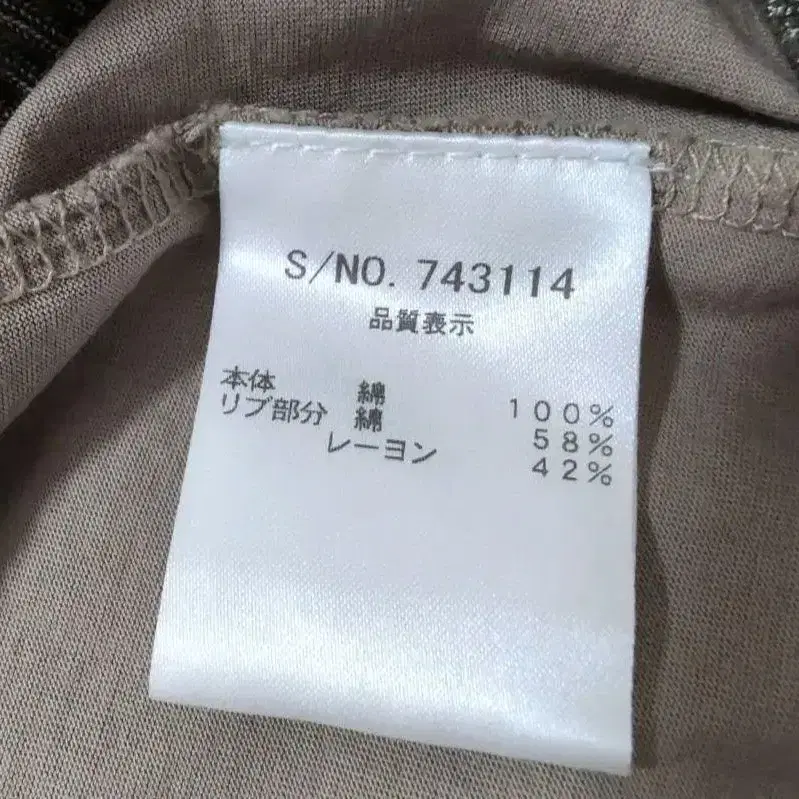 S/NO. 743114
品質表示
本体 綿 100%
リブ部分 綿 58%
レーヨン 42%